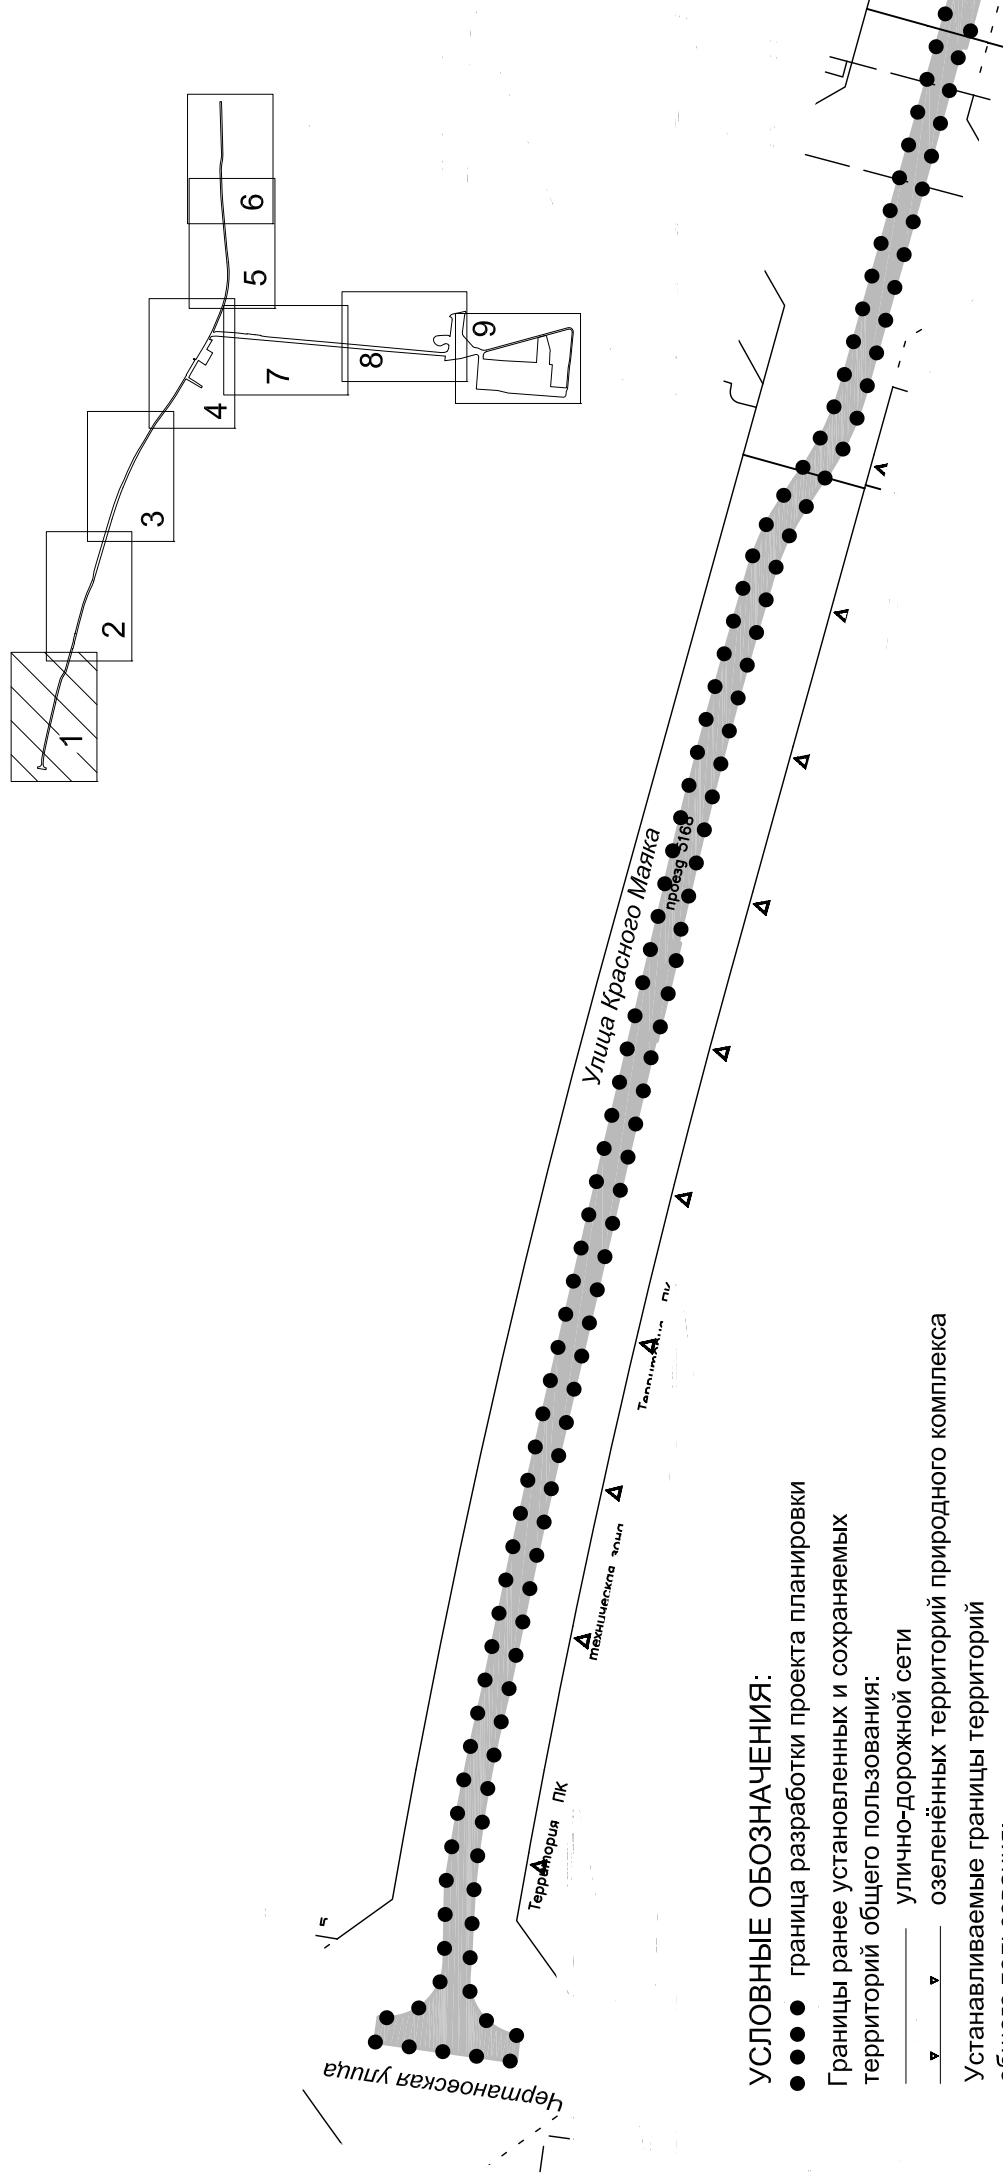 1
2
3
4
5
6
7
8
9
Улица Красного Маяка
проезд 5168
Территория ПК
техническая зона
Территория ПК
Чертановская улица
УСЛОВНЫЕ ОБОЗНАЧЕНИЯ:
граница разработки проекта планировки
Границы ранее установленных и сохраняемых
территорий общего пользования:
улично-дорожной сети
озеленённых территорий природного комплекса
Устанавливаемые границы территорий